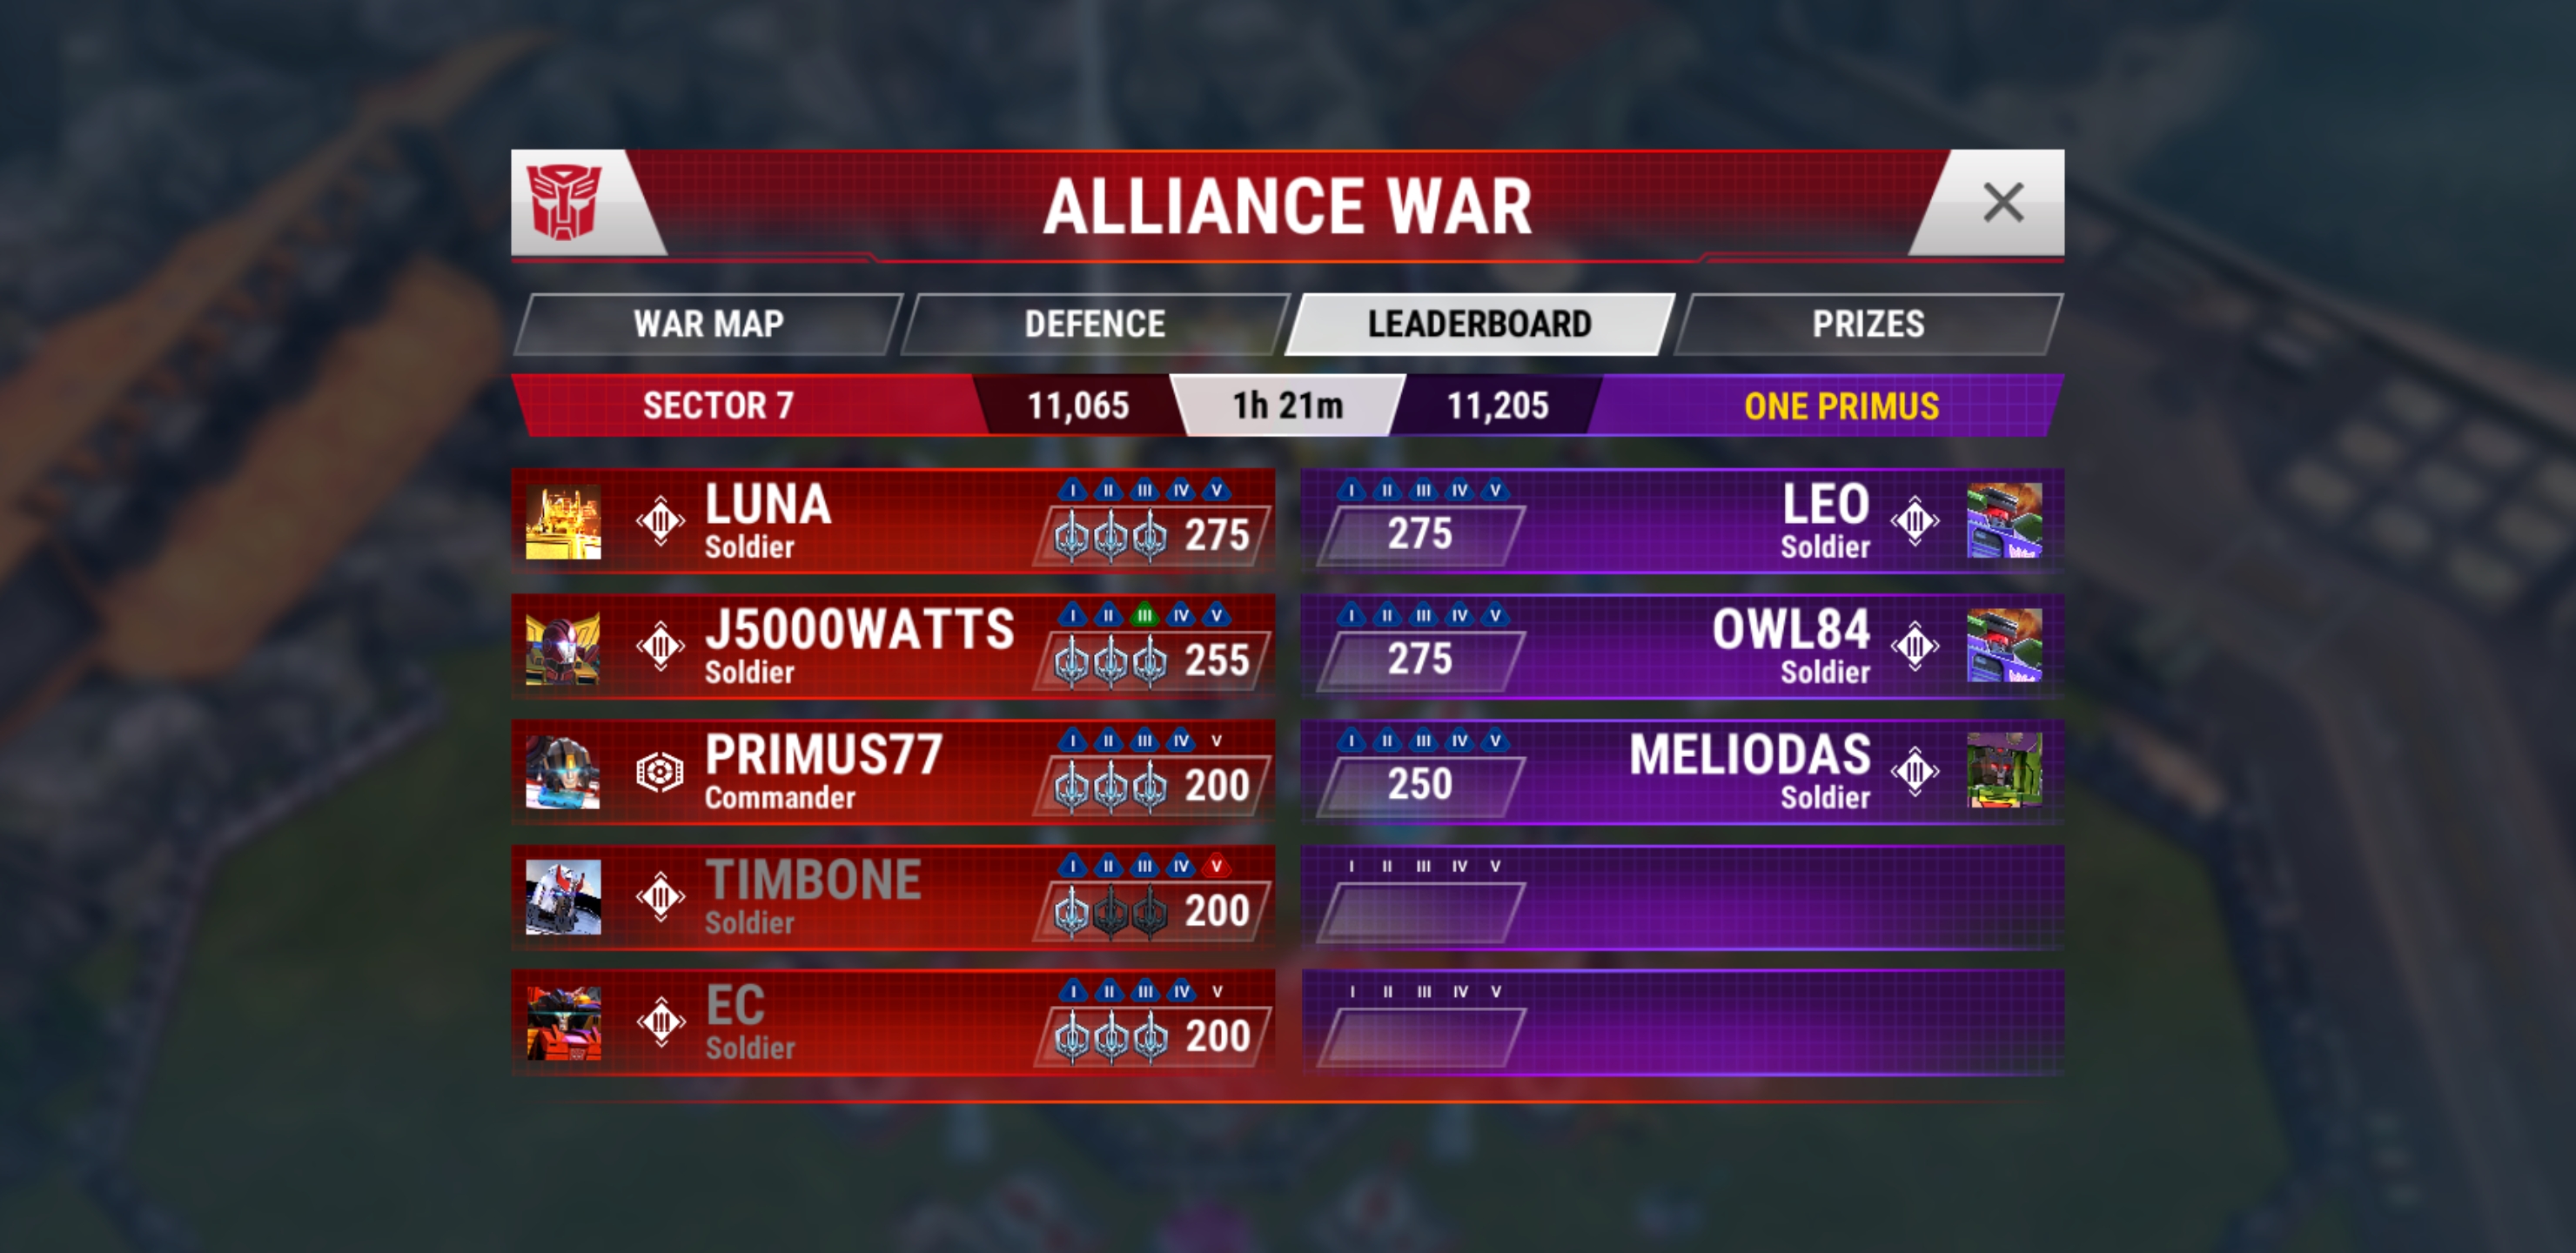 ALLIANCE WAR
WAR MAP
DEFENCE
LEADERBOARD
PRIZES
SECTOR 7
11,065
1h 21m
11,205
ONE PRIMUS
I II III IV V
LUNA
Soldier
275
I II III IV V
275
LEO
Soldier
I II III IV V
J5000WATTS
Soldier
255
I II III IV V
275
OWL84
Soldier
I II III IV V
PRIMUS77
Commander
200
I II III IV V
250
MELIODAS
Soldier
I II III IV V
TIMBONE
Soldier
200
I II III IV V
I II III IV V
EC
Soldier
200
I II III IV V